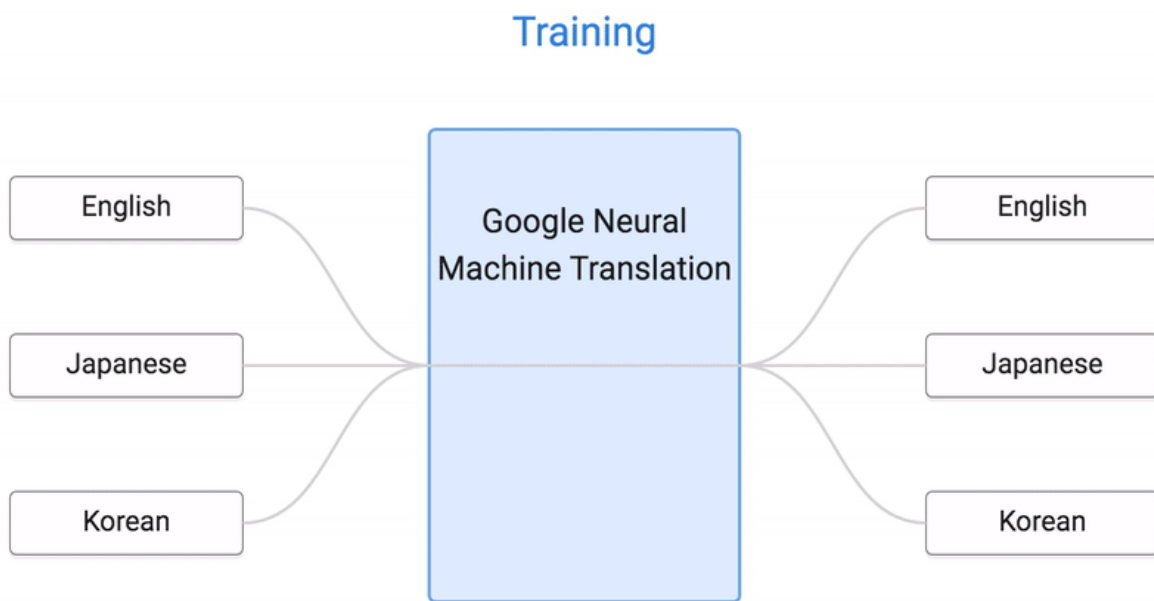 Training
English
Japanese
Korean
Google Neural
Machine Translation
English
Japanese
Korean